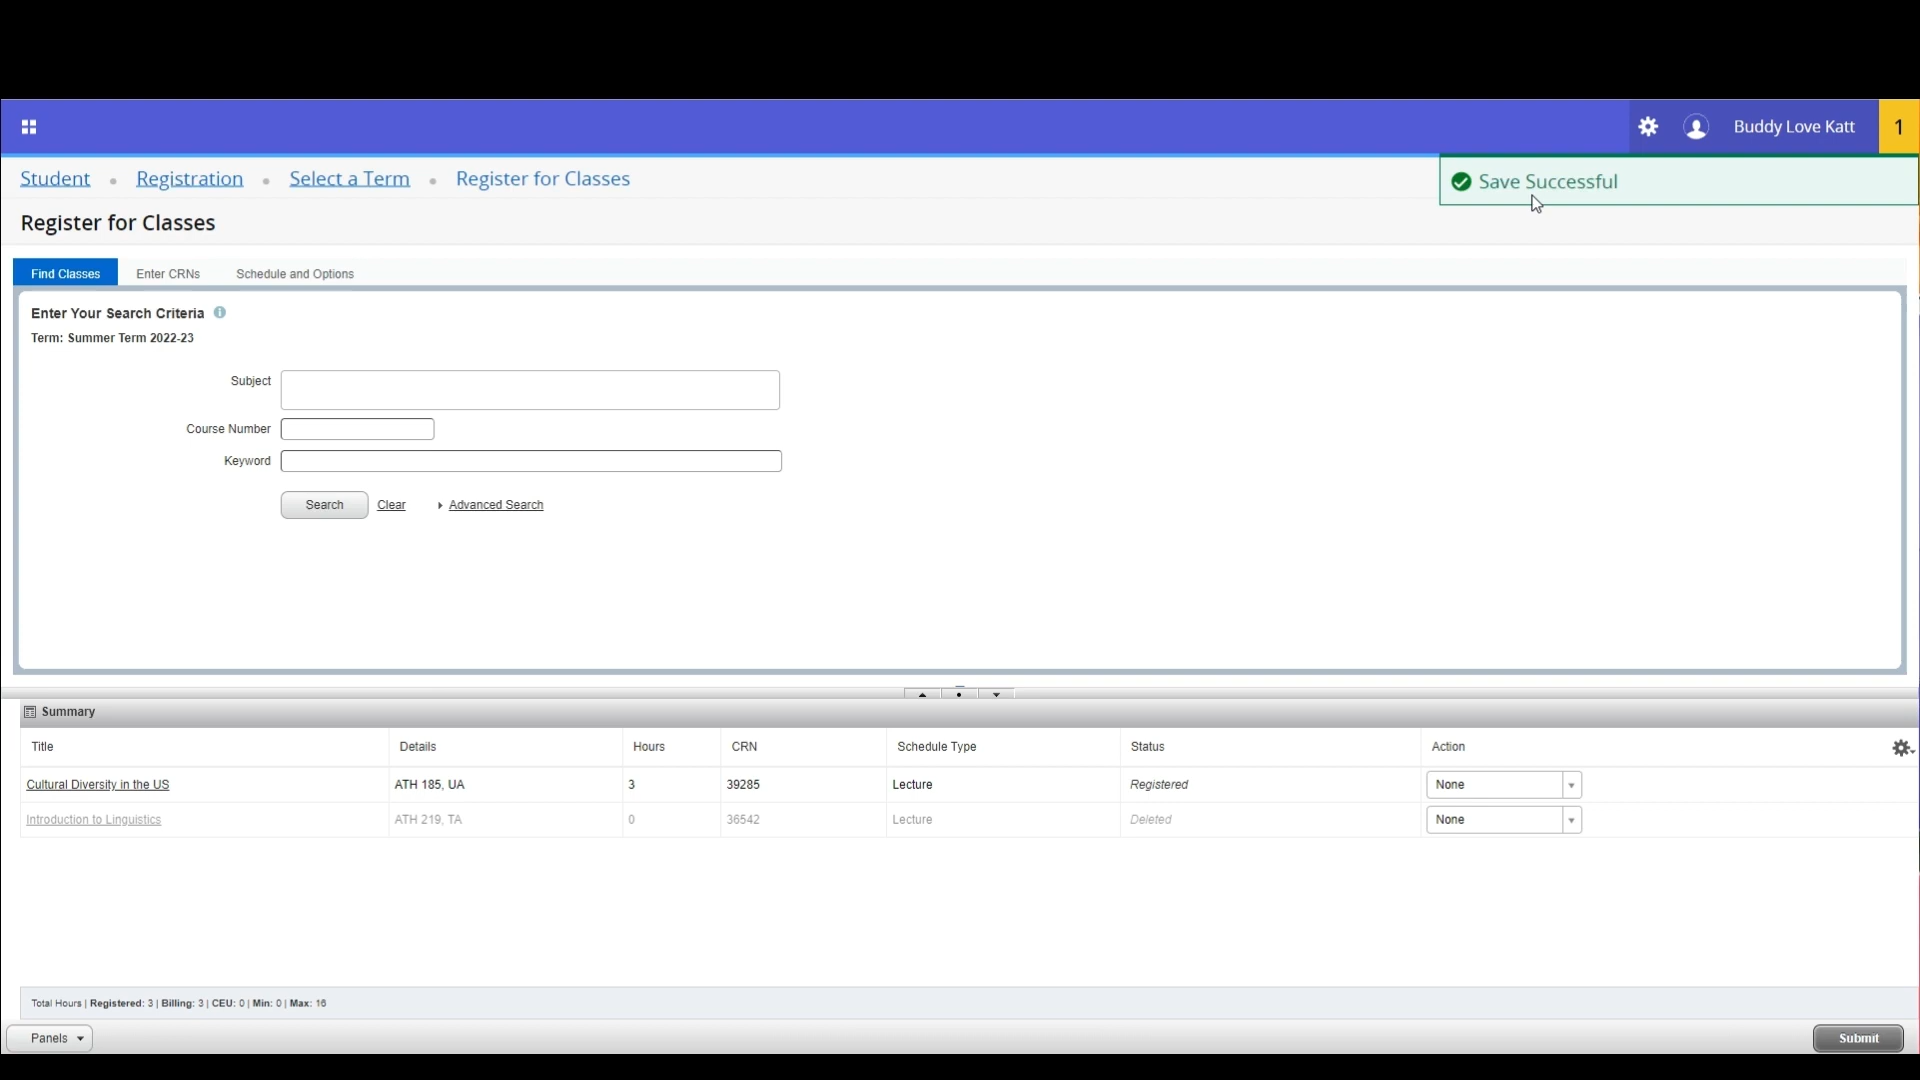 Buddy Love Katt 1
Student • Registration • Select a Term • Register for Classes
Save Successful
Register for Classes
Find Classes Enter CRNs Schedule and Options
Enter Your Search Criteria
Term: Summer Term 2022-23
Subject
Course Number
Keyword
Search Clear Advanced Search
Summary
Title Details Hours CRN Schedule Type Status Action
Cultural Diversity in the US ATH 185, UA 3 39285 Lecture Registered None
Introduction to Linguistics ATH 219, TA 0 36542 Lecture Deleted None
Total Hours | Registered: 3 | Billing: 3 | CEU: 0 | Min: 0 | Max: 16
Panels Submit